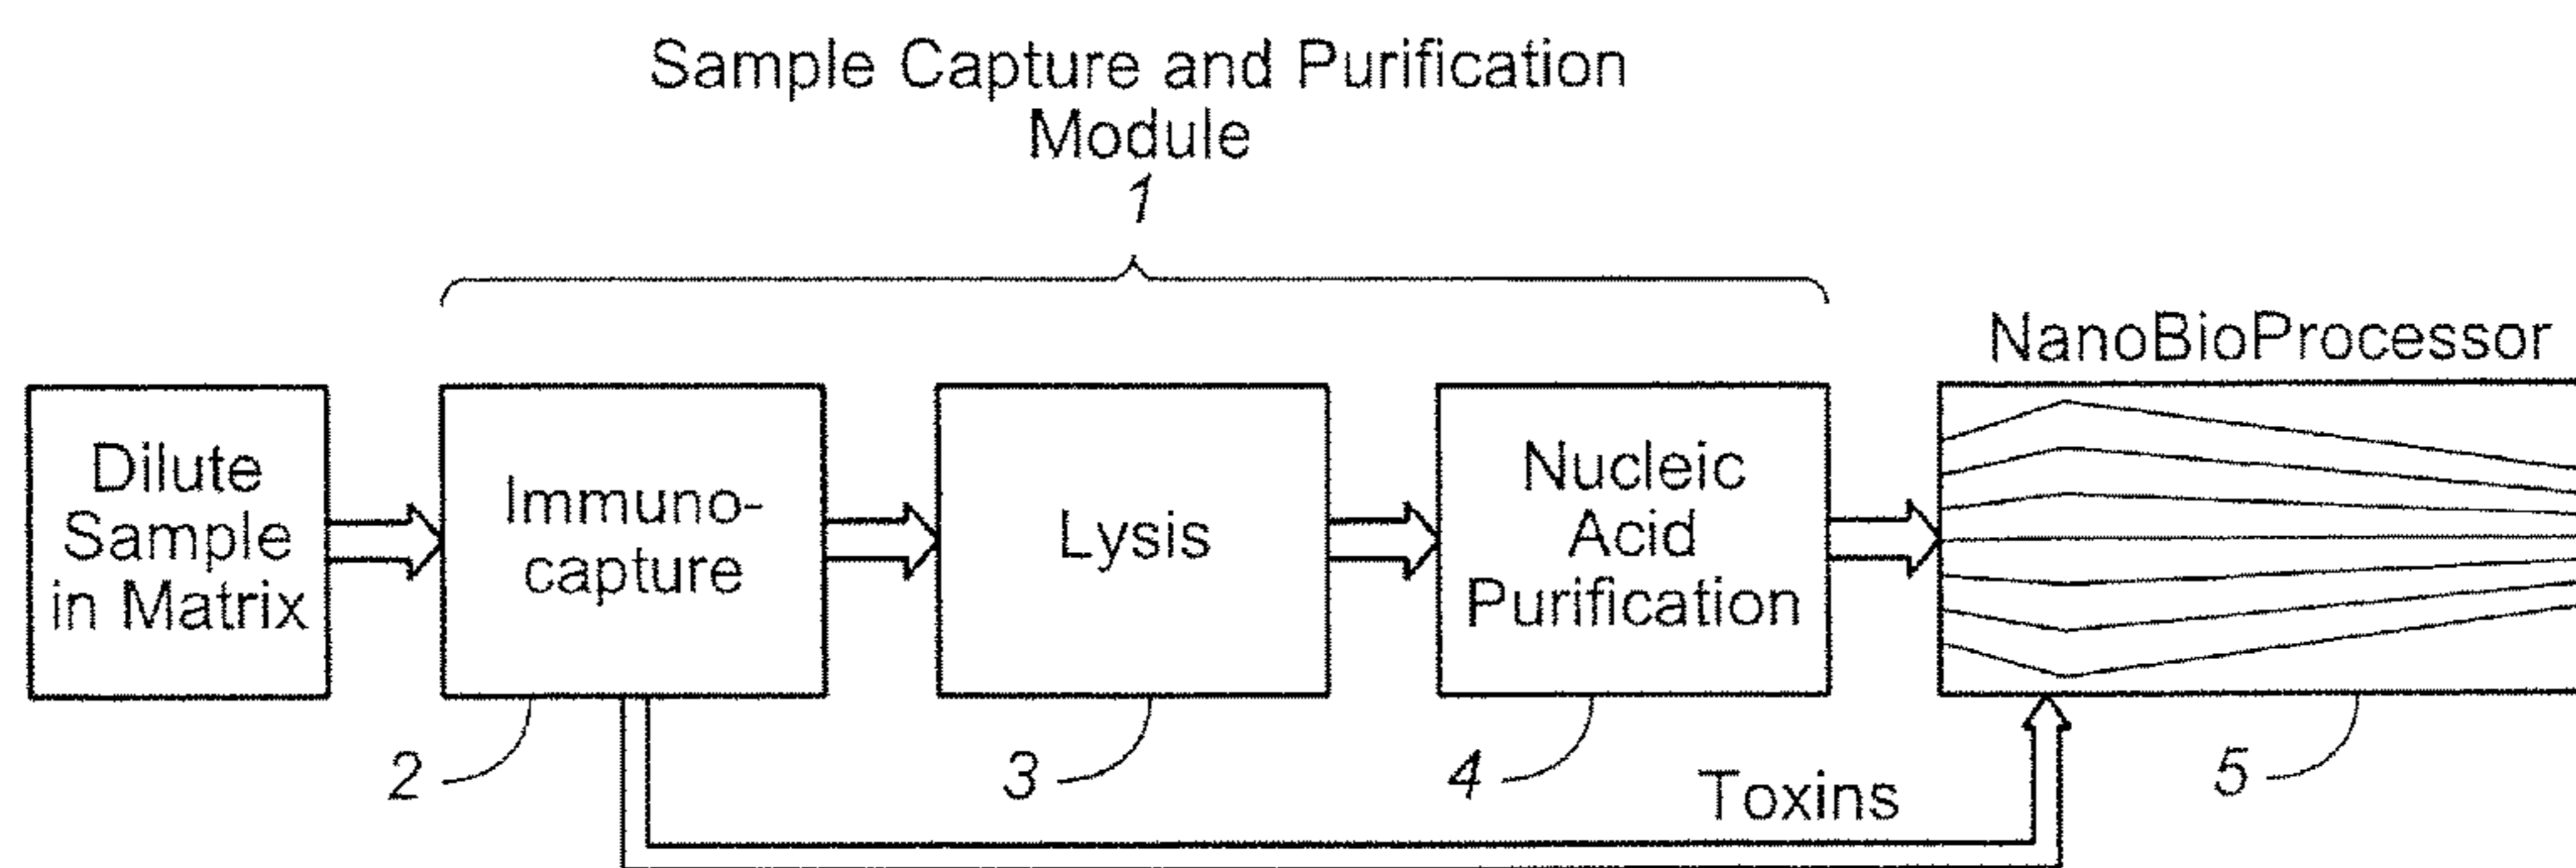 Sample Capture and Purification
Module
1
NanoBioProcessor
Dilute
Sample
in Matrix
Immuno-
capture
Lysis
Nucleic
Acid
Purification
2
3
4
5
Toxins